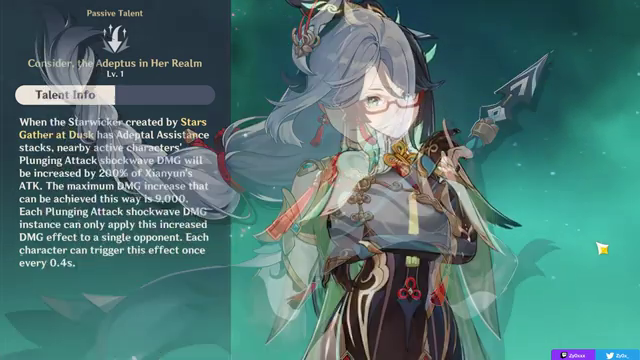 Passive Talent
Consider, the Adeptus in Her Realm
Lv. 1
Talent Info
When the Starwicker created by Stars
Gather at Dusk has Adeptal Assistance
stacks, nearby active characters'
Plunging Attack shockwave DMG will
be increased by 200% of Xianyun's
ATK. The maximum DMG increase that
can be achieved this way is 9,000.
Each Plunging Attack shockwave DMG
instance can only apply this increased
DMG effect to a single opponent. Each
character can trigger this effect once
every 0.4s.